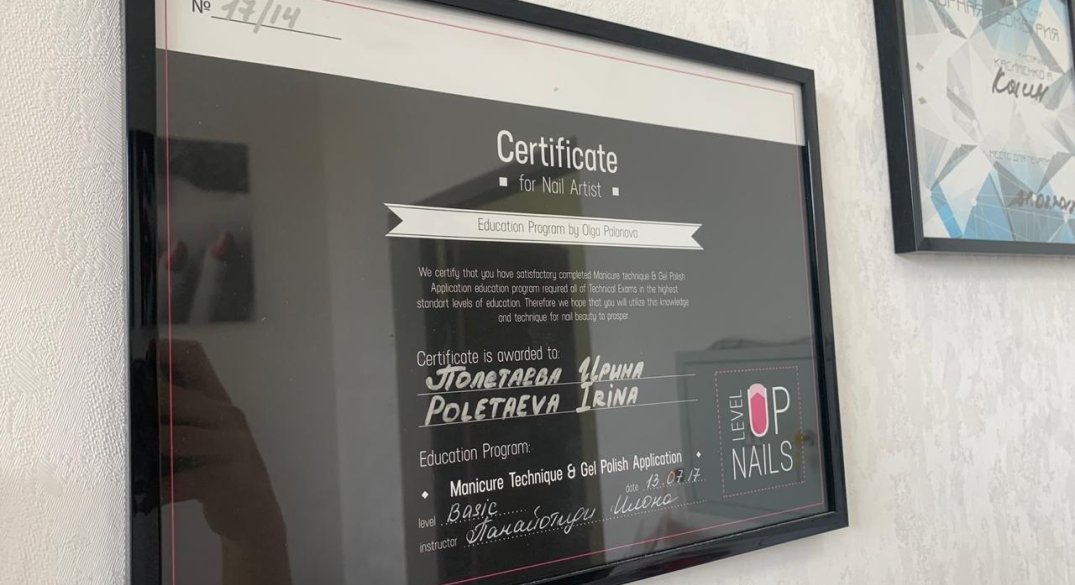 № 17/14
Certificate
for Nail Artist
Education Program by Olga Palanova
We certify that you have satisfactory completed Manicure technique & Gel Polish
Application education program required all of Technical Exams in the highest
standart levels of education. Therefore we hope that you will utilize this knowledge
and technique for nail beauty to prosper.
Certificate is awarded to:
Полетаева Ирина
Poletaeva Irina
Education Program:
Manicure Technique & Gel Polish Application
level Basic date 13.07.17
instructor Панайотиди Илона
LEVEL UP
NAILS